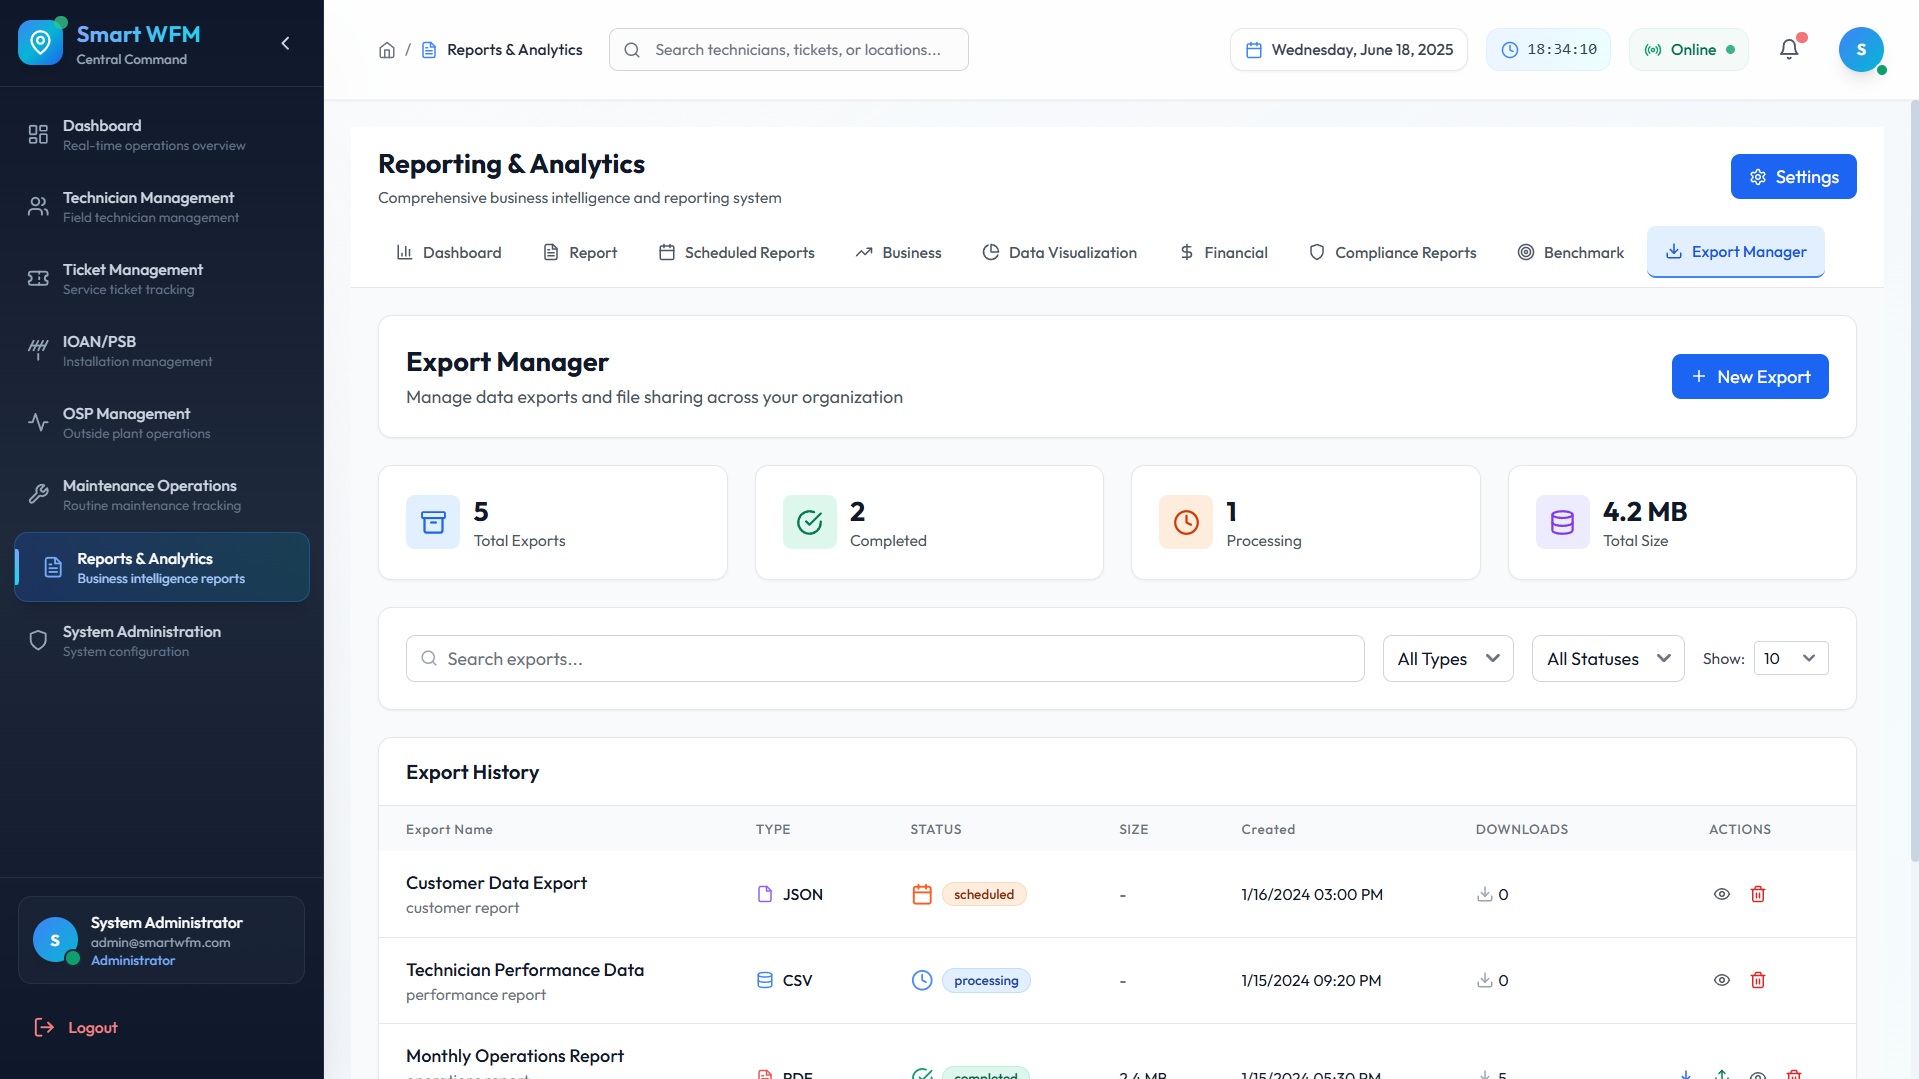 Smart WFM
Central Command
Dashboard
Real-time operations overview
Technician Management
Field technician management
Ticket Management
Service ticket tracking
IOAN/PSB
Installation management
OSP Management
Outside plant operations
Maintenance Operations
Routine maintenance tracking
Reports & Analytics
Business intelligence reports
System Administration
System configuration
S
System Administrator
admin@smartwfm.com
Administrator
Logout
/ Reports & Analytics
Search technicians, tickets, or locations...
Wednesday, June 18, 2025
18:34:10
Online
S
Reporting & Analytics
Comprehensive business intelligence and reporting system
Settings
Dashboard Report Scheduled Reports Business Data Visualization Financial Compliance Reports Benchmark Export Manager
Export Manager
Manage data exports and file sharing across your organization
New Export
5
Total Exports
2
Completed
1
Processing
4.2 MB
Total Size
Search exports...
All Types
All Statuses
Show: 10
Export History
Export Name TYPE STATUS SIZE Created DOWNLOADS ACTIONS
Customer Data Export
customer report
JSON scheduled - 1/16/2024 03:00 PM 0
Technician Performance Data
performance report
CSV processing - 1/15/2024 09:20 PM 0
Monthly Operations Report
operations report
PDF completed 2.4 MB 1/15/2024 05:30 PM 5